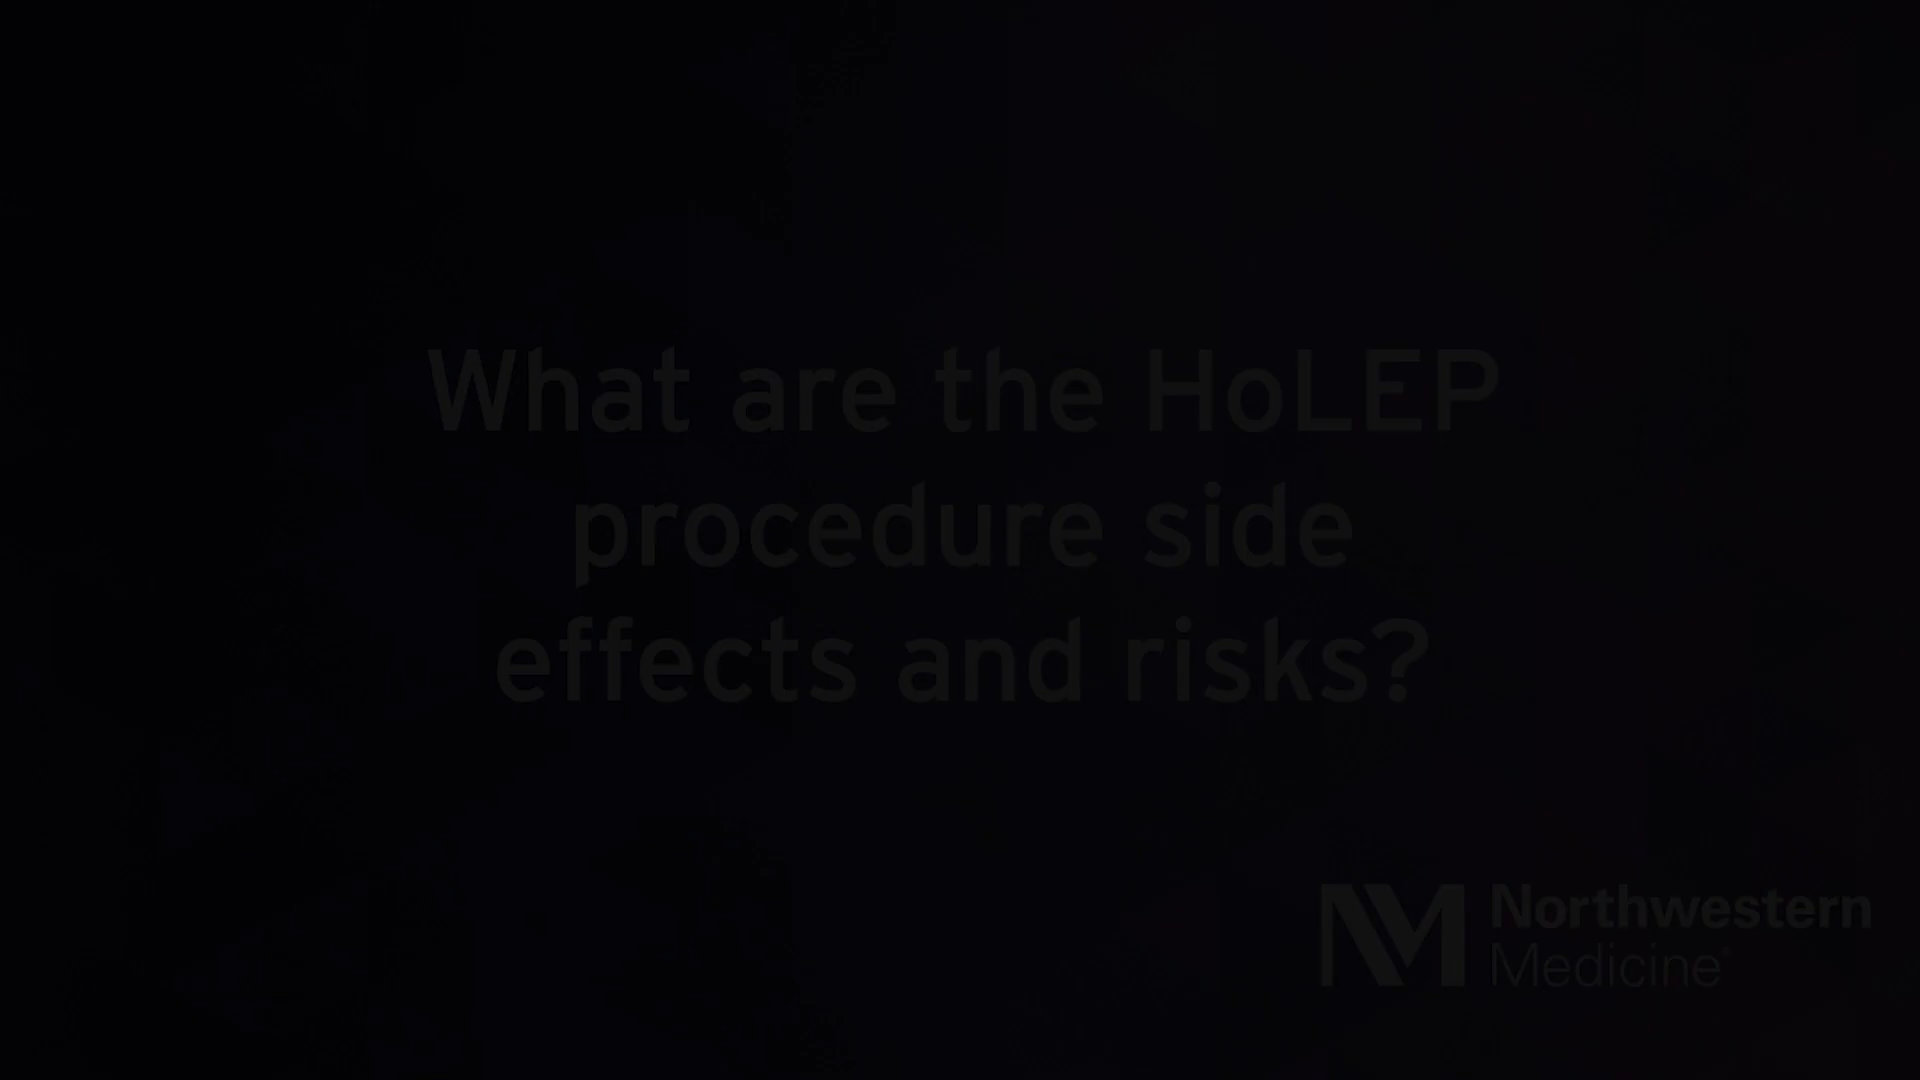 What are the HoLEP
procedure side
effects and risks?
Northwestern
Medicine